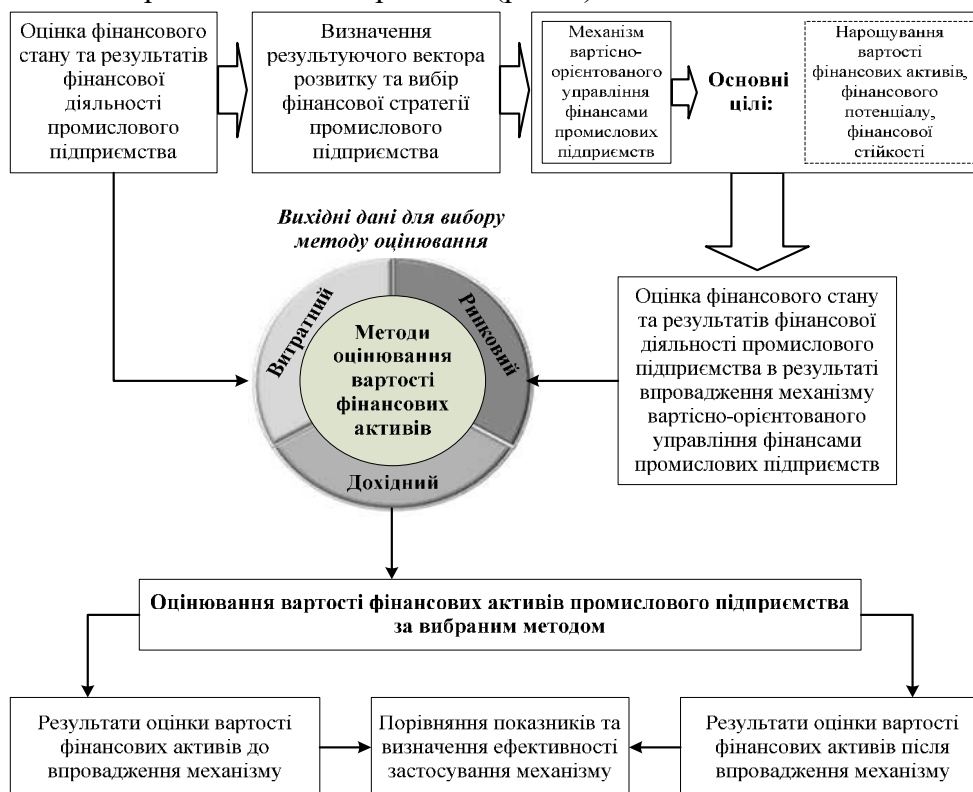 Оцінка фінансового
стану та результатів
фінансової
діяльності
промислового
підприємства
Визначення
результуючого вектора
розвитку та вибір
фінансової стратегії
промислового
підприємства
Механізм
вартісно-
орієнтованого
управління
фінансами
промислових
підприємств
Основні
цілі:
Нарощування
вартості
фінансових активів,
фінансового
потенціалу,
фінансової
стійкості
Вихідні дані для вибору
методу оцінювання
Витратний
Ринковий
Методи
оцінювання
вартості
фінансових
активів
Дохідний
Оцінка фінансового стану
та результатів фінансової
діяльності промислового
підприємства в результаті
впровадження механізму
вартісно-орієнтованого
управління фінансами
промислових підприємств
Оцінювання вартості фінансових активів промислового підприємства
за вибраним методом
Результати оцінки вартості
фінансових активів до
впровадження механізму
Порівняння показників та
визначення ефективності
застосування механізму
Результати оцінки вартості
фінансових активів після
впровадження механізму